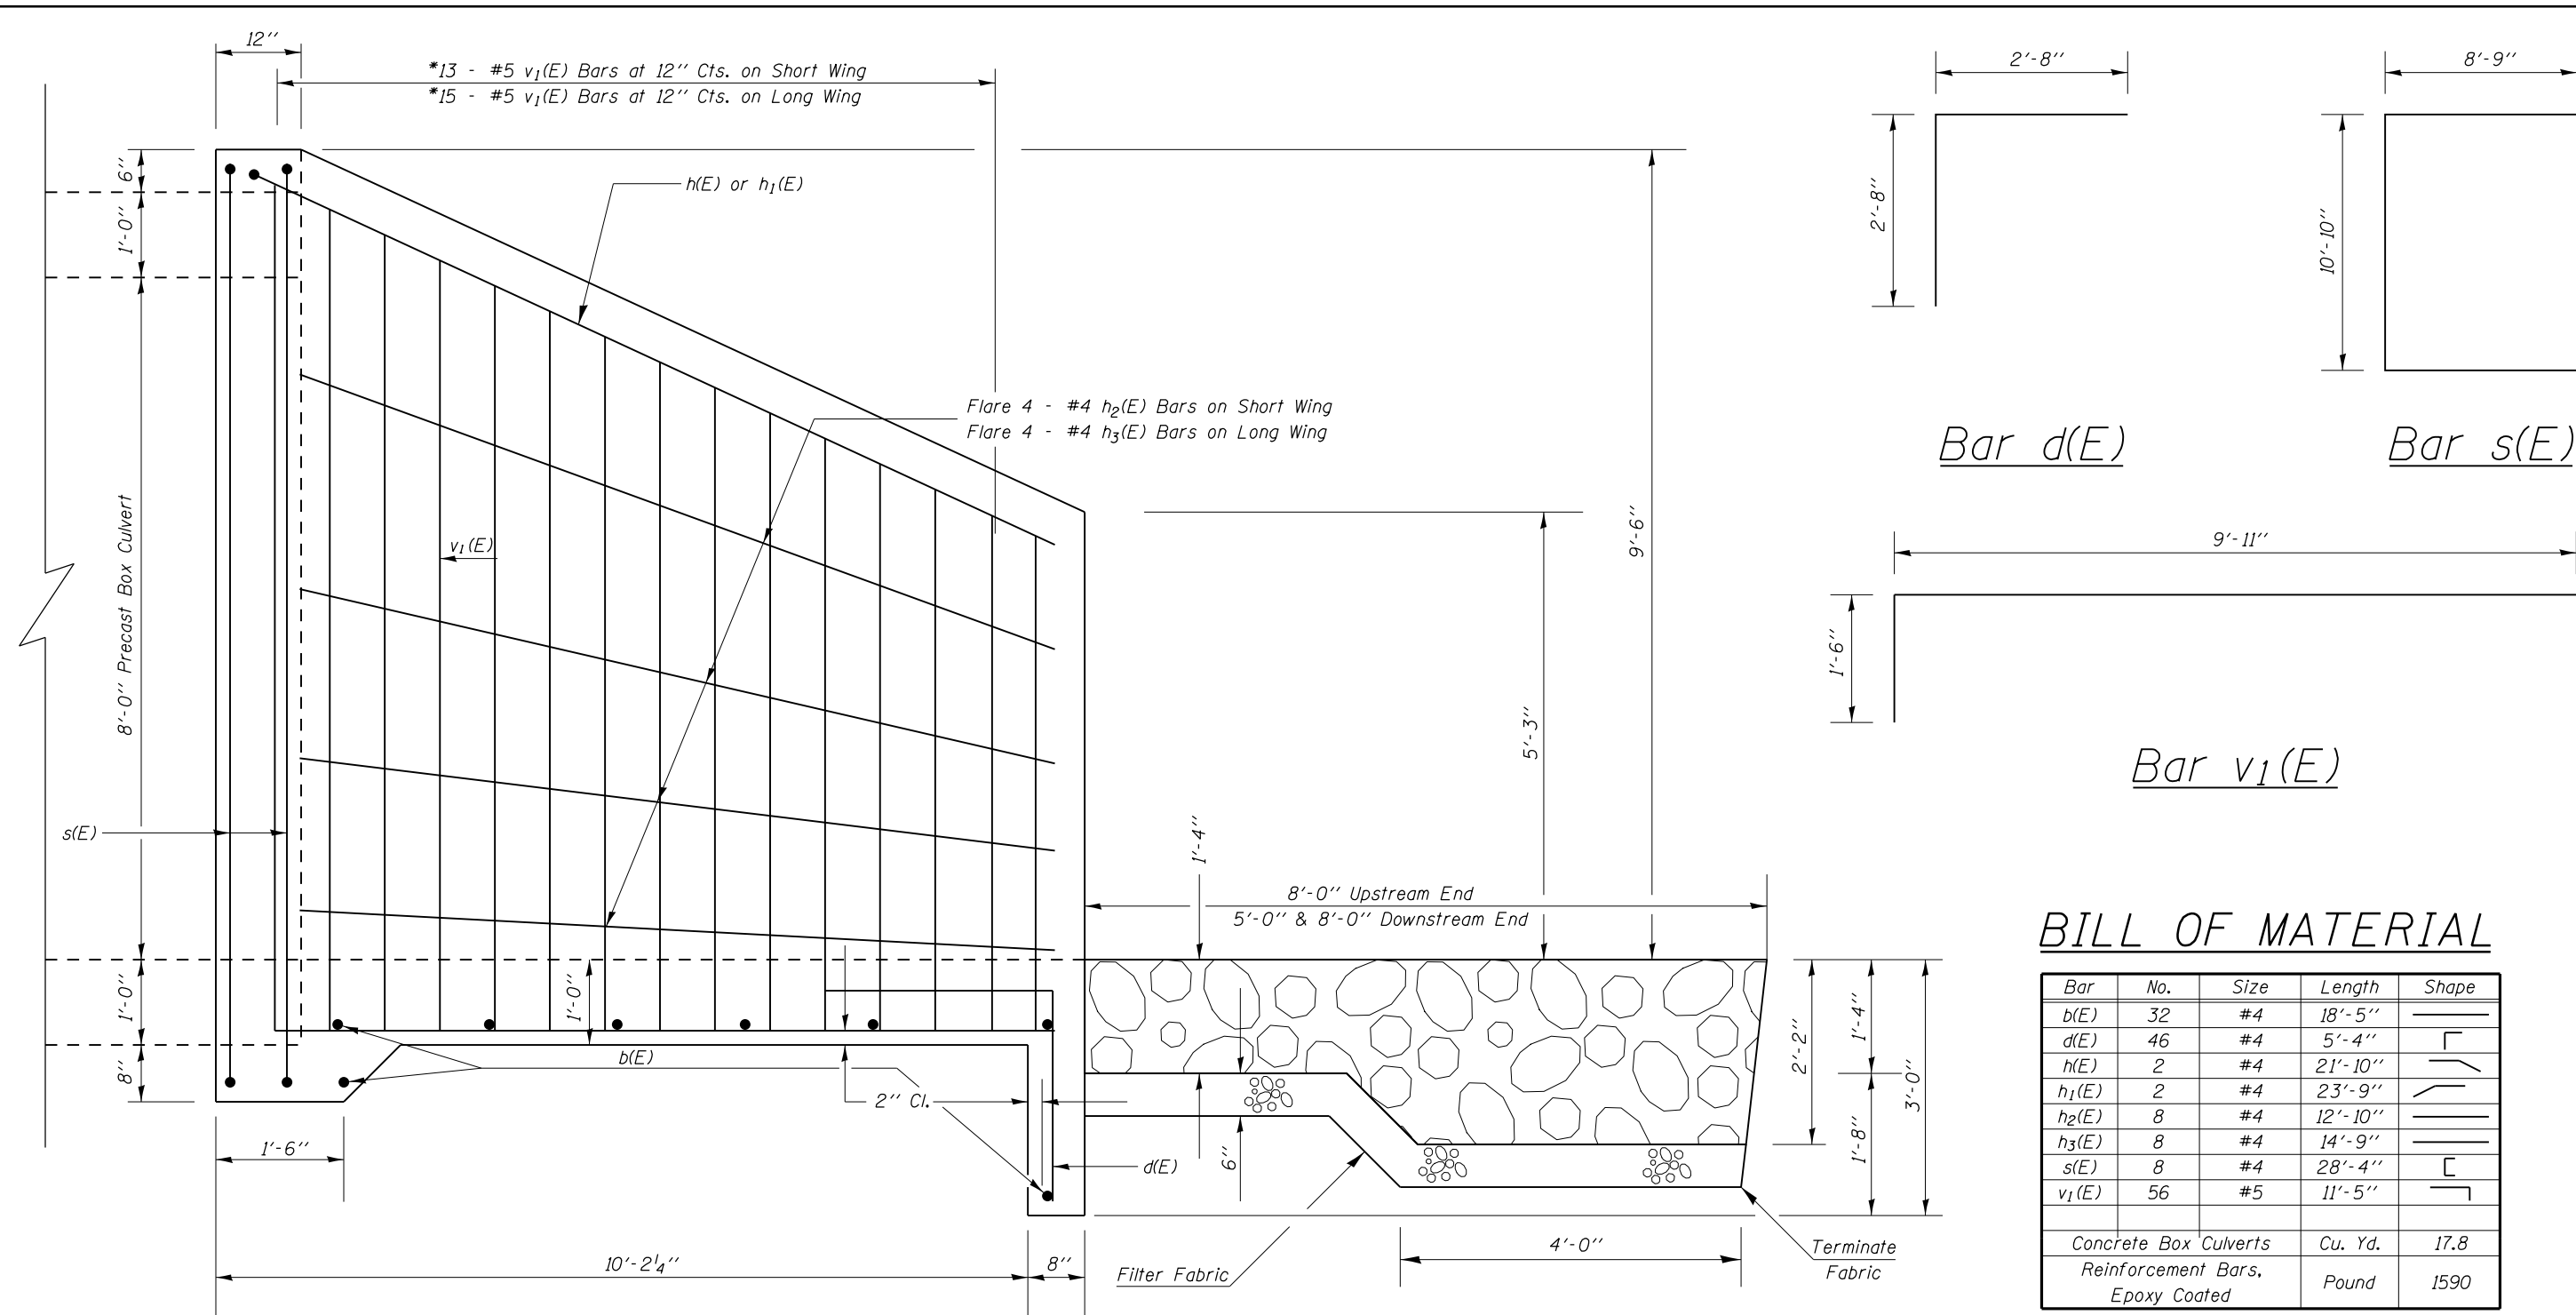 12''
*13 - #5 v1(E) Bars at 12'' Cts. on Short Wing
*15 - #5 v1(E) Bars at 12'' Cts. on Long Wing
6''
1'-0''
h(E) or h1(E)
8'-0'' Precast Box Culvert
Flare 4 - #4 h2(E) Bars on Short Wing
Flare 4 - #4 h3(E) Bars on Long Wing
v1(E)
s(E)
9'-6''
5'-3''
1'-4''
8'-0'' Upstream End
5'-0'' & 8'-0'' Downstream End
1'-0''
1'-0''
8''
b(E)
2'' Cl.
1'-6''
d(E)
6''
2'-2''
1'-4''
1'-8''
3'-0''
10'-2¼''
8''
Filter Fabric
4'-0''
Terminate
Fabric
2'-8''
2'-8''
Bar d(E)
8'-9''
10'-10''
Bar s(E)
9'-11''
1'-6''
Bar v1(E)
BILL OF MATERIAL
Bar No. Size Length Shape
b(E) 32 #4 18'-5''
d(E) 46 #4 5'-4''
h(E) 2 #4 21'-10''
h1(E) 2 #4 23'-9''
h2(E) 8 #4 12'-10''
h3(E) 8 #4 14'-9''
s(E) 8 #4 28'-4''
v1(E) 56 #5 11'-5''
Concrete Box Culverts Cu. Yd. 17.8
Reinforcement Bars,
Epoxy Coated Pound 1590